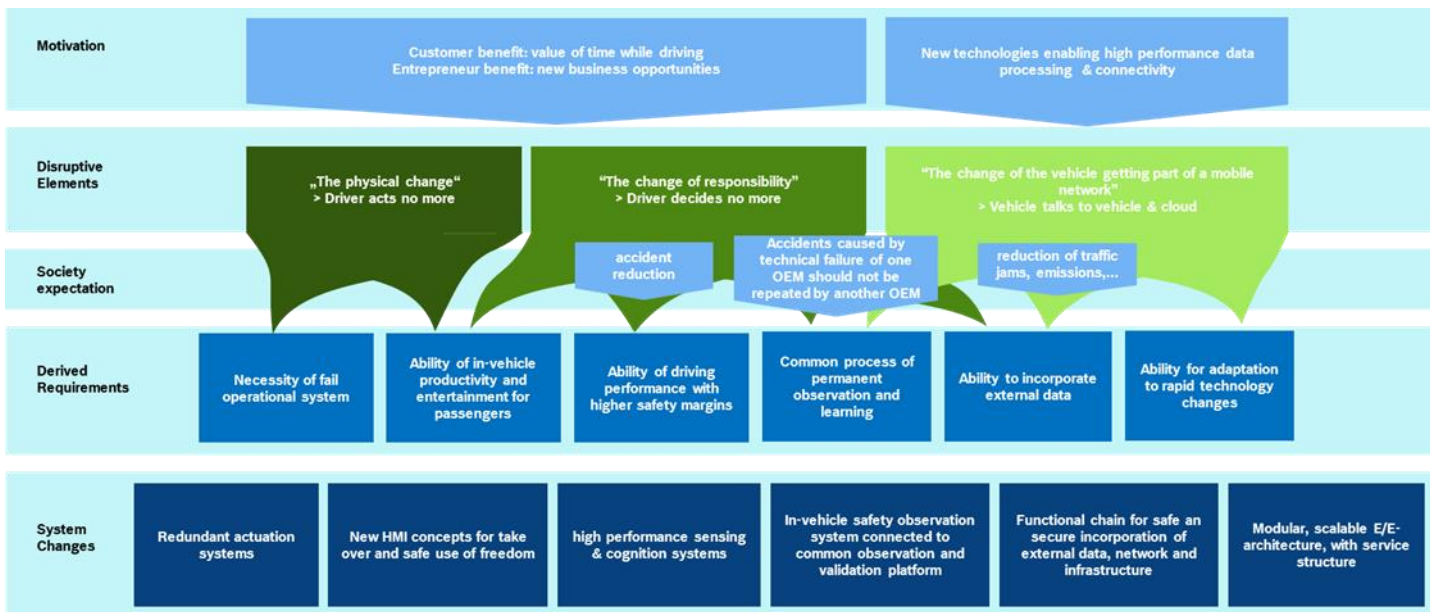 Motivation
Customer benefit: value of time while driving
Entrepreneur benefit: new business opportunities
New technologies enabling high performance data
processing & connectivity
Disruptive
Elements
„The physical change“
> Driver acts no more
“The change of responsibility”
> Driver decides no more
“The change of the vehicle getting part of a mobile
network”
> Vehicle talks to vehicle & cloud
Society
expectation
accident
reduction
Accidents caused by
technical failure of one
OEM should not be
repeated by another OEM
reduction of traffic
jams, emissions,...
Derived
Requirements
Necessity of fail
operational system
Ability of in-vehicle
productivity and
entertainment for
passengers
Ability of driving
performance with
higher safety margins
Common process of
permanent
observation and
learning
Ability to incorporate
external data
Ability for adaptation
to rapid technology
changes
System
Changes
Redundant actuation
systems
New HMI concepts for take
over and safe use of freedom
high performance sensing
& cognition systems
In-vehicle safety observation
system connected to
common observation and
validation platform
Functional chain for safe an
secure incorporation of
external data, network and
infrastructure
Modular, scalable E/E-
architecture, with service
structure